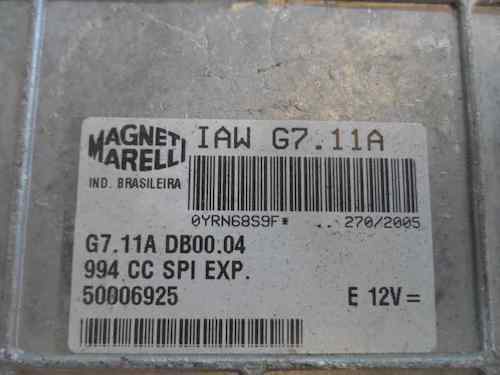 MAGNETI MARELLI IAW G7.11A
IND. BRASILEIRA
0YRN68S9F* .. 270/2005
G7.11A DB00.04
994 CC SPI EXP.
50006925 E 12V =